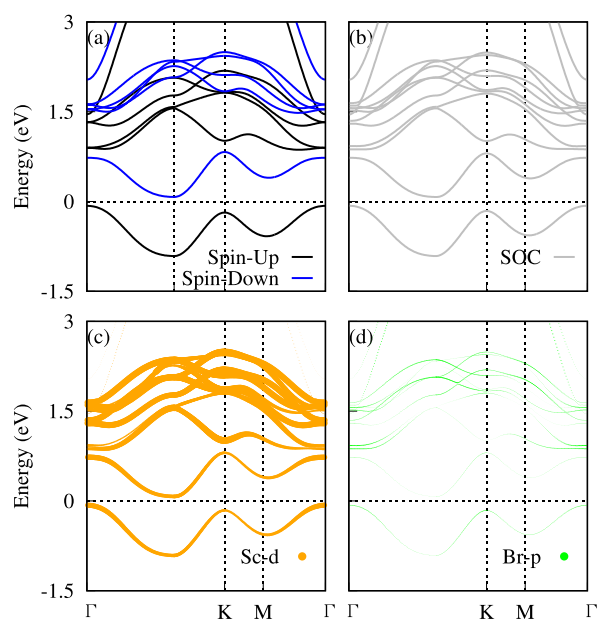 3 (a) (b)
Energy (eV) 1.5
0
Spin-Up SOC
Spin-Down
-1.5
3 (c) (d)
Energy (eV) 1.5
0
Sc-d Br-p
-1.5
Γ K M Γ K M Γ